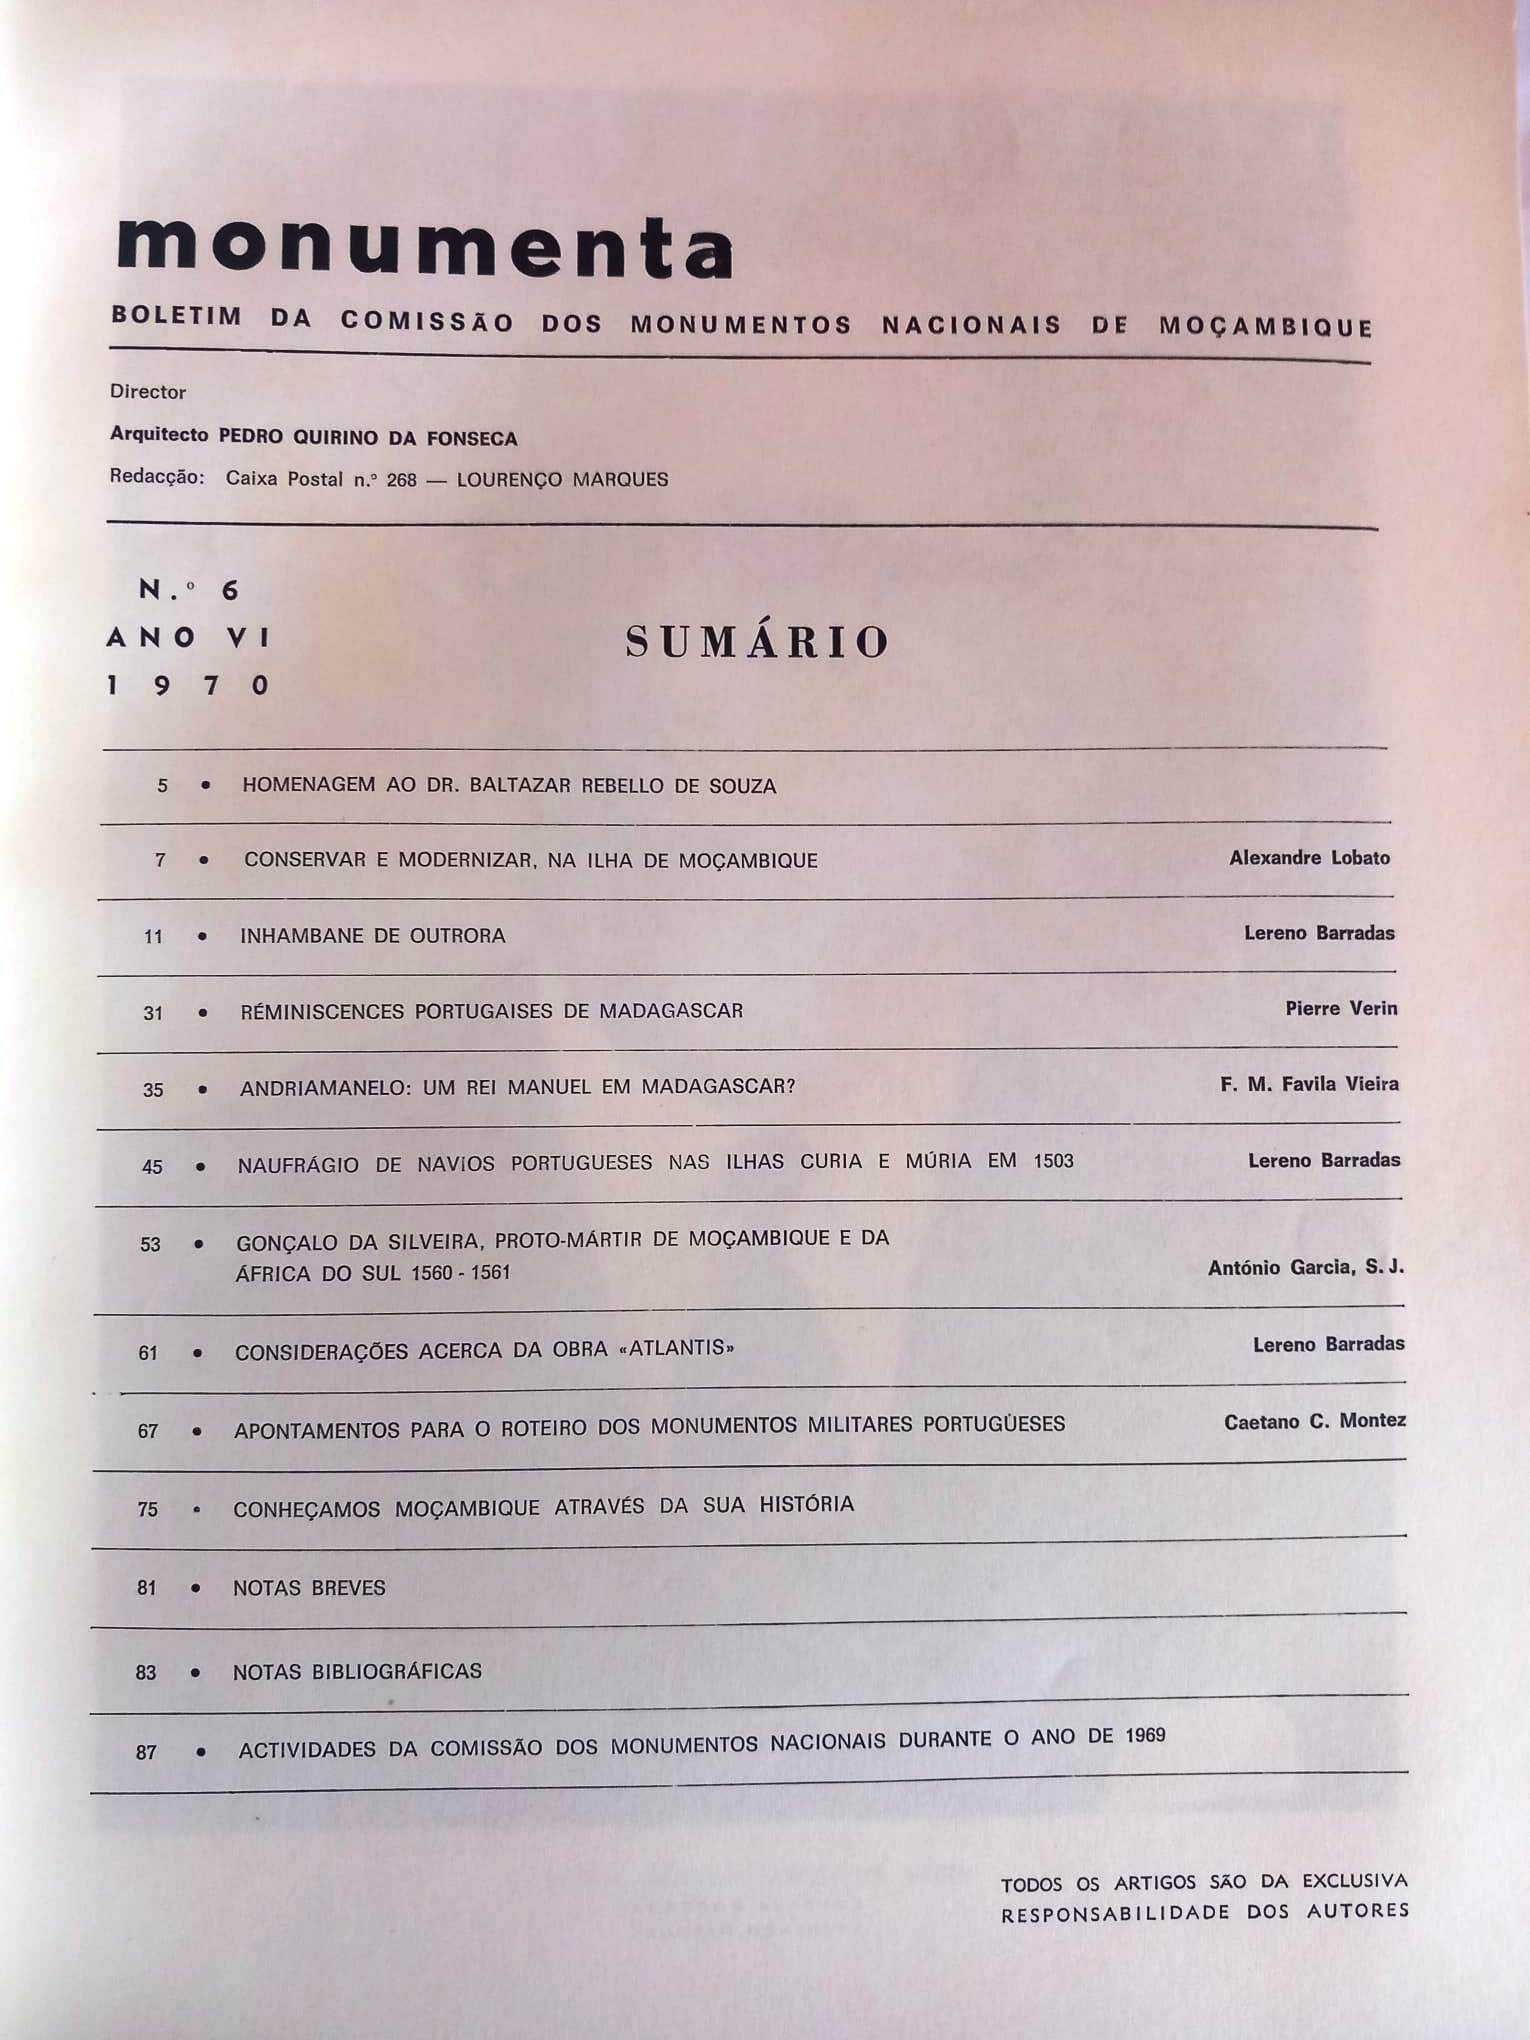 monumenta
BOLETIM DA COMISSÃO DOS MONUMENTOS NACIONAIS DE MOÇAMBIQUE
Director
Arquitecto PEDRO QUIRINO DA FONSECA
Redacção: Caixa Postal n.º 268 — LOURENÇO MARQUES
N.º 6
ANO VI
1970
SUMÁRIO
5 • HOMENAGEM AO DR. BALTAZAR REBELLO DE SOUZA
7 • CONSERVAR E MODERNIZAR, NA ILHA DE MOÇAMBIQUE Alexandre Lobato
11 • INHAMBANE DE OUTRORA Lereno Barradas
31 • RÉMINISCENCES PORTUGAISES DE MADAGASCAR Pierre Verin
35 • ANDRIAMANELO: UM REI MANUEL EM MADAGASCAR? F. M. Favila Vieira
45 • NAUFRÁGIO DE NAViOS PORTUGUESES NAS ILHAS CURIA E MÚRIA EM 1503 Lereno Barradas
53 • GONÇALO DA SILVEIRA, PROTO-MÁRTIR DE MOÇAMBIQUE E DA
ÁFRICA DO SUL 1560 - 1561 António Garcia, S. J.
61 • CONSIDERAÇÕES ACERCA DA OBRA «ATLANTIS» Lereno Barradas
67 • APONTAMENTOS PARA O ROTEIRO DOS MONUMENTOS MILITARES PORTUGUESES Caetano C. Montez
75 • CONHEÇAMOS MOÇAMBIQUE ATRAVÉS DA SUA HISTÓRIA
81 • NOTAS BREVES
83 • NOTAS BIBLIOGRÁFICAS
87 • ACTIVIDADES DA COMISSÃO DOS MONUMENTOS NACIONAIS DURANTE O ANO DE 1969
TODOS OS ARTIGOS SÃO DA EXCLUSIVA
RESPONSABILIDADE DOS AUTORES